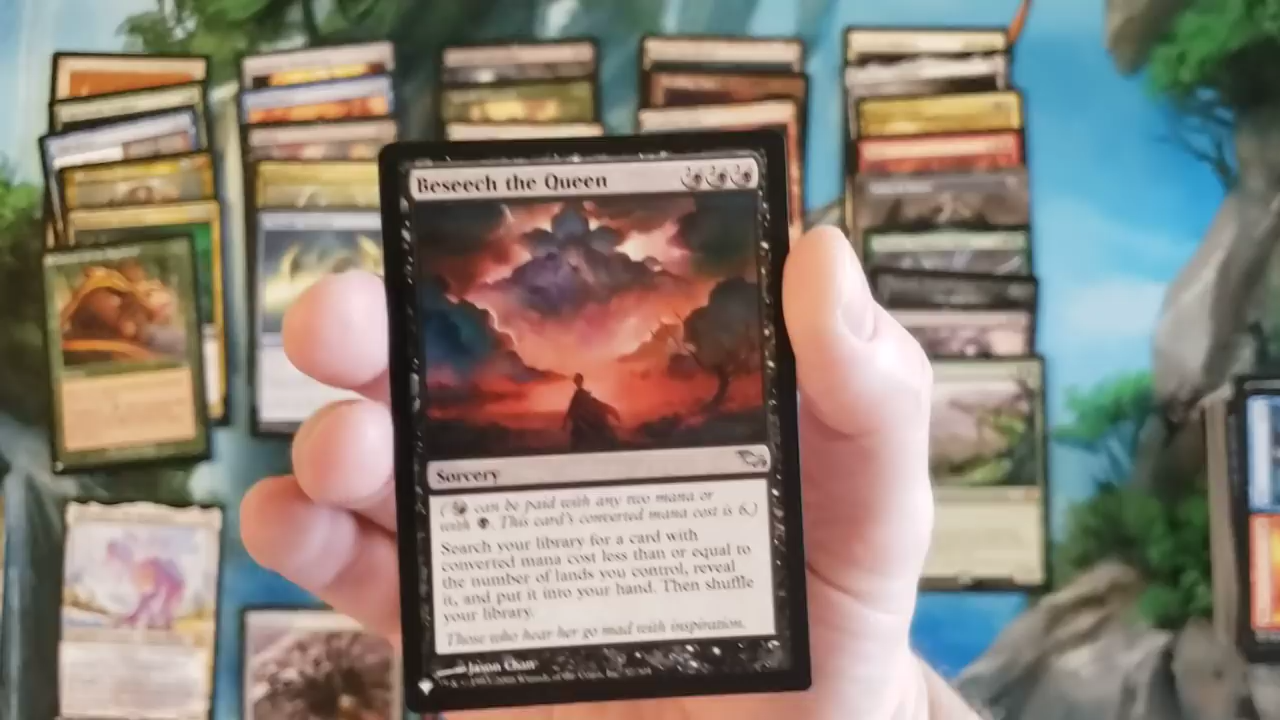 Beseech the Queen
Sorcery
( can be paid with any two mana or
with . This card's converted mana cost is 6.)
Search your library for a card with
converted mana cost less than or equal to
the number of lands you control, reveal
it, and put it into your hand. Then shuffle
your library.
Those who hear her go mad with inspiration.
Jason Chan